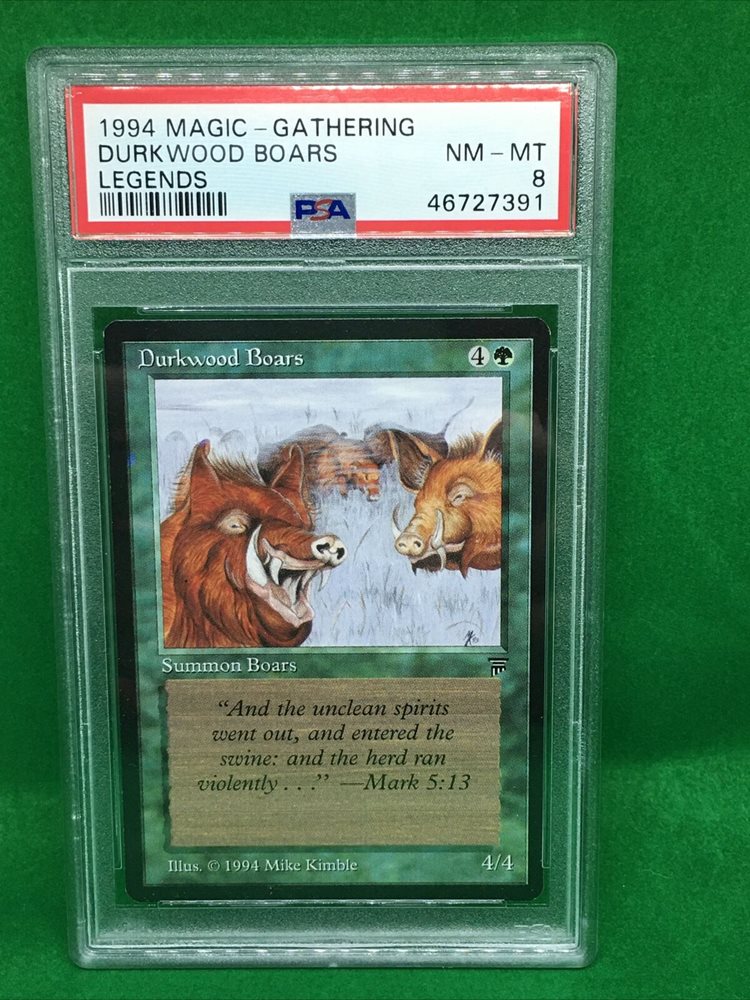 1994 MAGIC – GATHERING
DURKWOOD BOARS NM – MT
LEGENDS 8
PSA 46727391
Durkwood Boars 4
Summon Boars
“And the unclean spirits
went out, and entered the
swine: and the herd ran
violently . . .” —Mark 5:13
Illus. © 1994 Mike Kimble 4/4